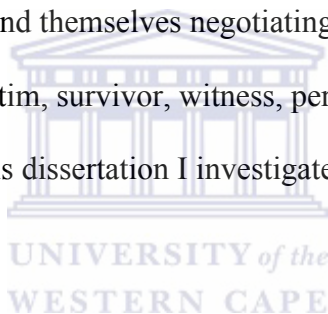 nd themselves negotiating
tim, survivor, witness, per
s dissertation I investigate
UNIVERSITY of the
WESTERN CAPE